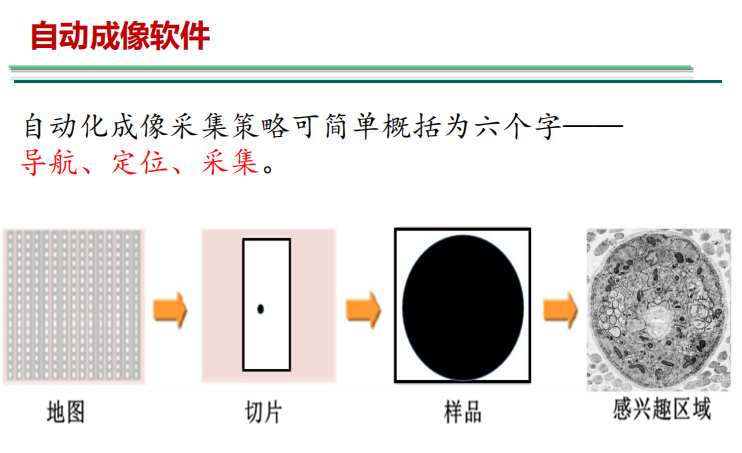 自动成像软件
自动化成像采集策略可简单概括为六个字——
导航、定位、采集。
地图
切片
样品
感兴趣区域